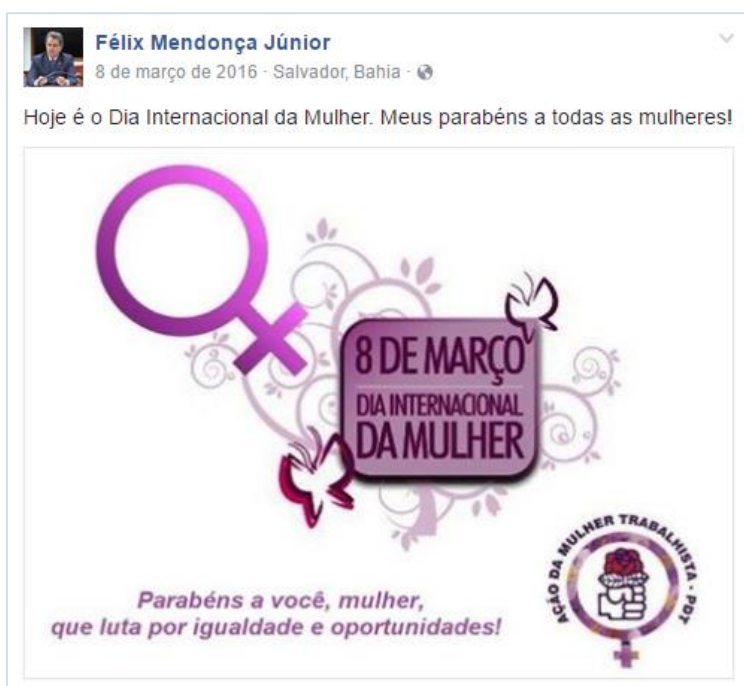 Félix Mendonça Júnior
8 de março de 2016 · Salvador, Bahia ·
Hoje é o Dia Internacional da Mulher. Meus parabéns a todas as mulheres!
8 DE MARÇO
DIA INTERNACIONAL
DA MULHER
AÇÃO DA MULHER TRABALHISTA - PDT
Parabéns a você, mulher,
que luta por igualdade e oportunidades!